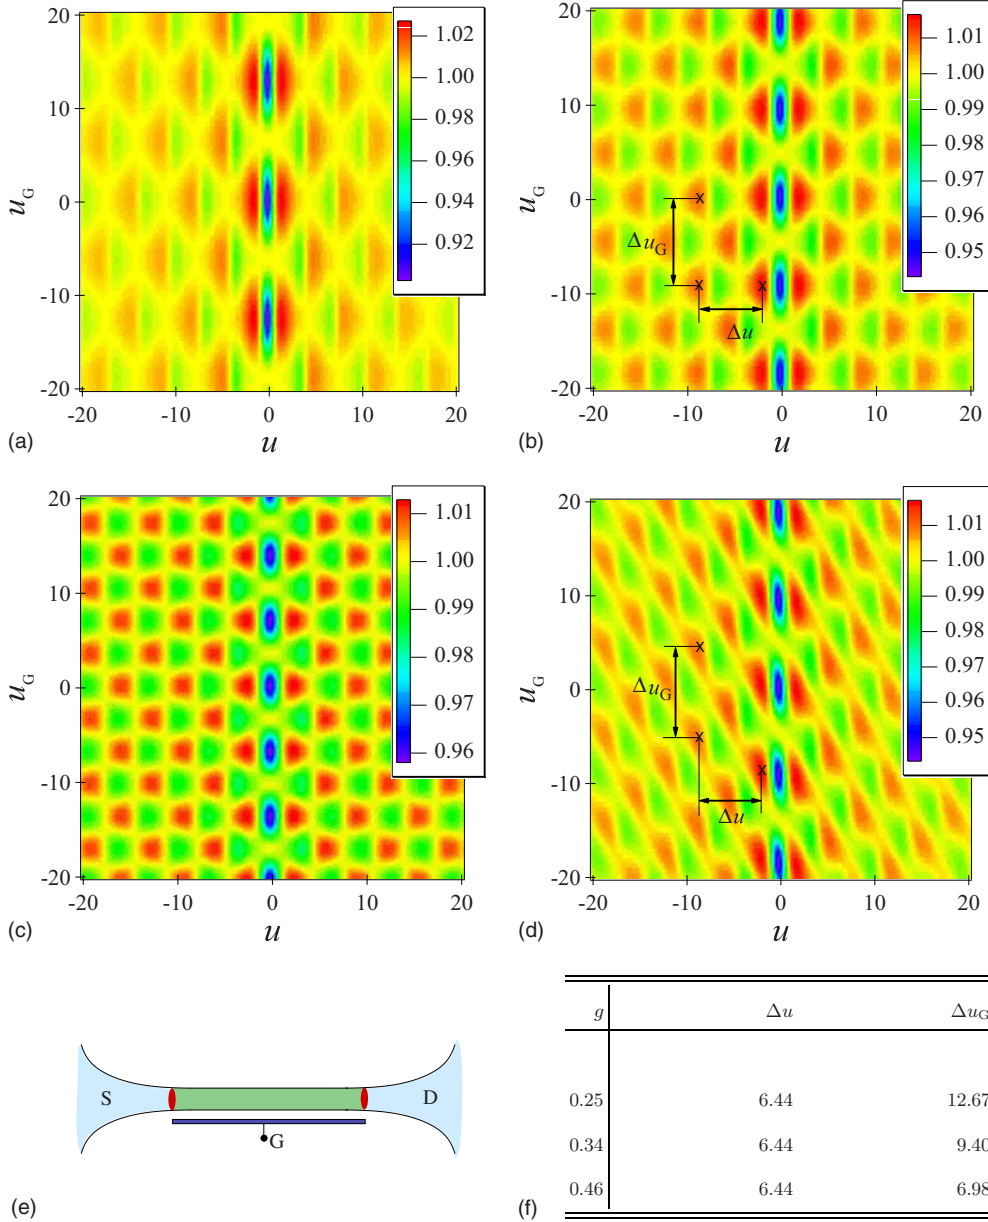 20
10
0
-10
-20
u_G
-20 -10 0 10 20
u
1.02
1.00
0.98
0.96
0.94
0.92
(a)
20
10
0
-10
-20
u_G
-20 -10 0 10 20
u
1.01
1.00
0.99
0.98
0.97
0.96
0.95
x
Δu_G
x x
Δu
(b)
20
10
0
-10
-20
u_G
-20 -10 0 10 20
u
1.01
1.00
0.99
0.98
0.97
0.96
(c)
20
10
0
-10
-20
u_G
-20 -10 0 10 20
u
1.01
1.00
0.99
0.98
0.97
0.96
0.95
x
Δu_G
x
x
Δu
(d)
S D
G
(e)
g Δu Δu_G
0.25 6.44 12.67
0.34 6.44 9.40
0.46 6.44 6.98
(f)